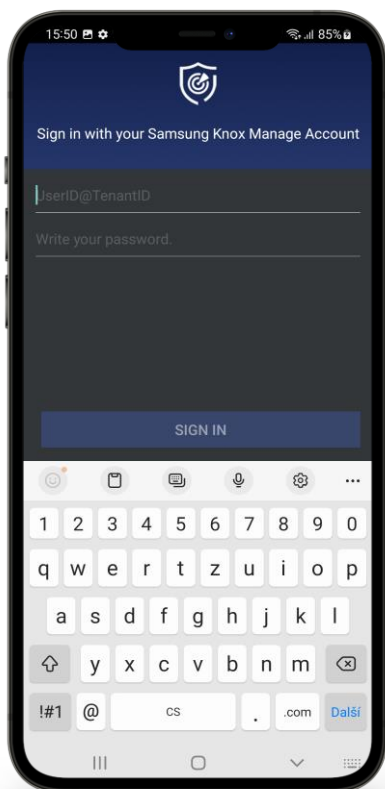 15:50 85%
Sign in with your Samsung Knox Manage Account
UserID@TenantID
Write your password.
SIGN IN
1 2 3 4 5 6 7 8 9 0
q w e r t z u i o p
a s d f g h j k l
y x c v b n m
!#1 @ CS . .com Další